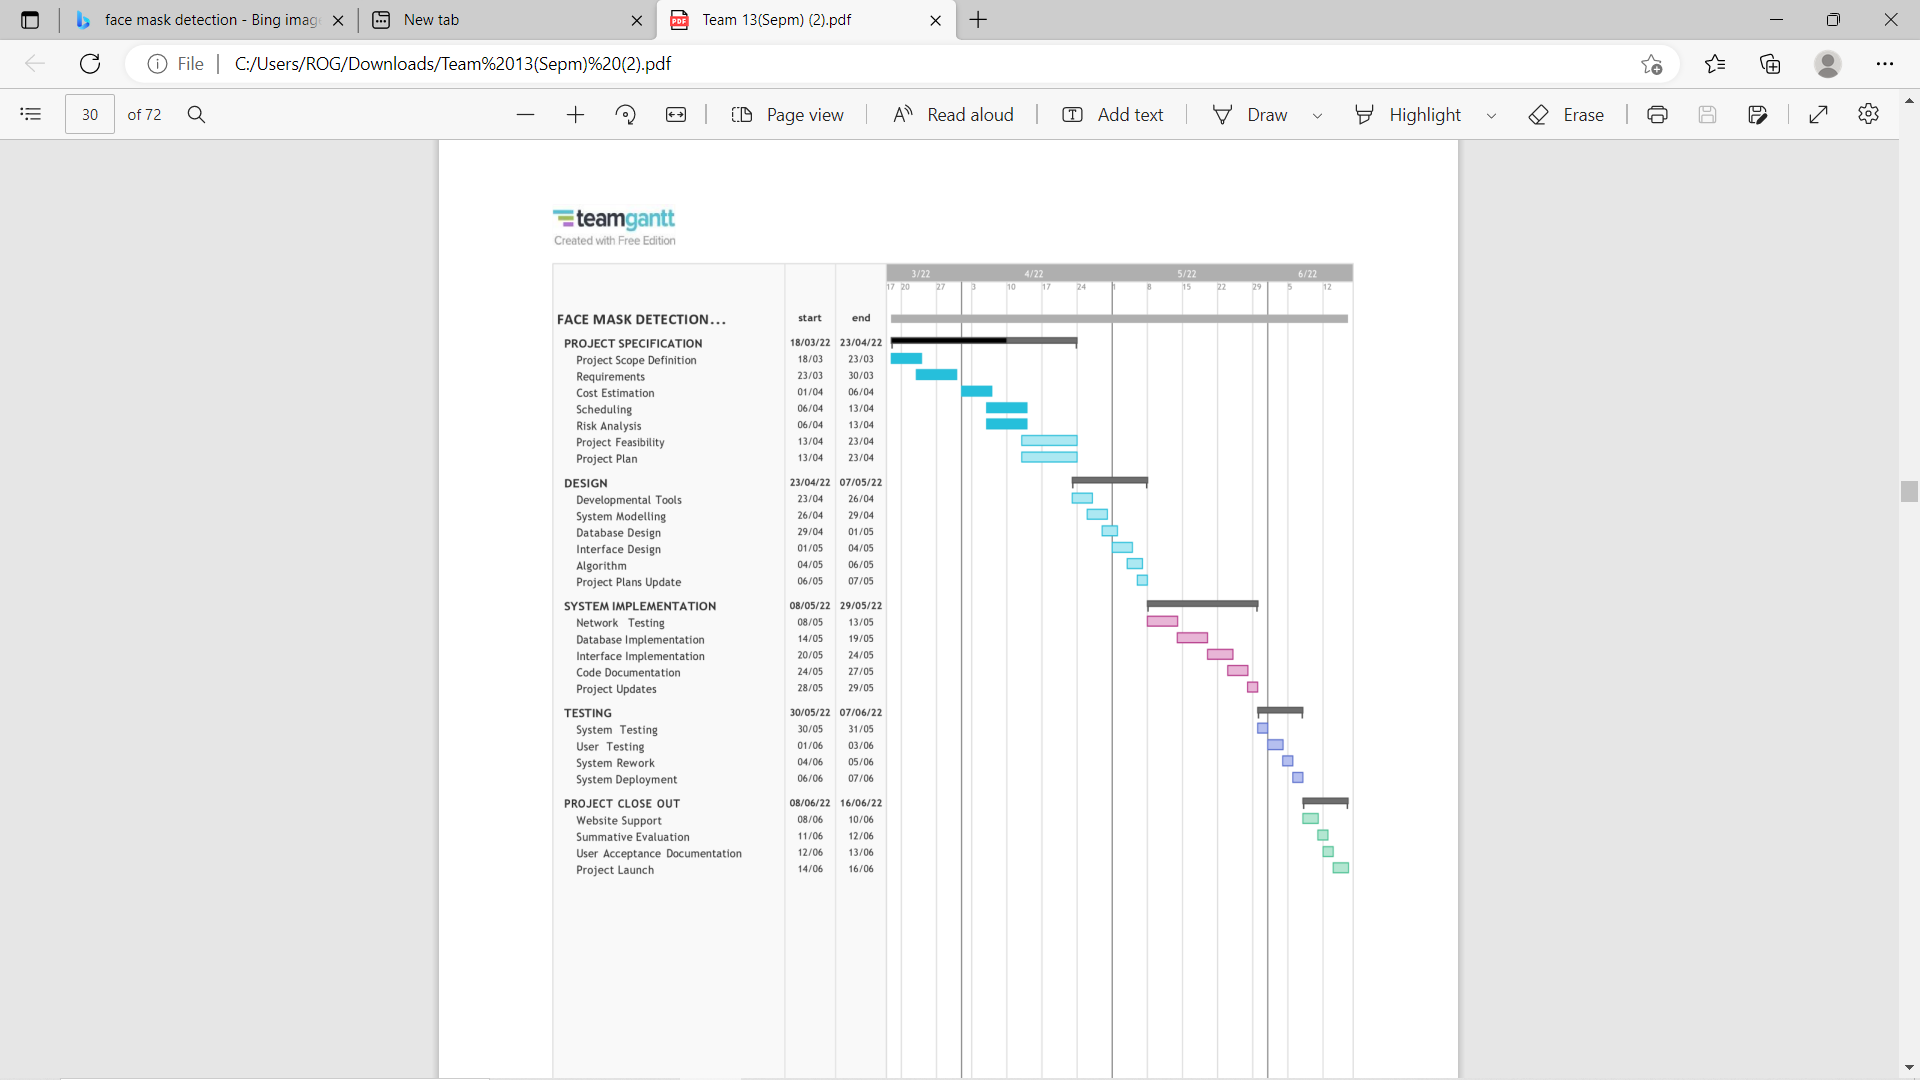 face mask detection - Bing imag
New tab
Team 13(Sepm) (2).pdf
File
C:/Users/ROG/Downloads/Team%2013(Sepm)%20(2).pdf
30 of 72
Page view
Read aloud
Add text
Draw
Highlight
Erase
teamgantt
Created with Free Edition
3/22 4/22 5/22 6/22
17 20 27 3 10 17 24 1 8 15 22 29 5 12
FACE MASK DETECTION... start end
PROJECT SPECIFICATION 18/03/22 23/04/22
Project Scope Definition 18/03 23/03
Requirements 23/03 30/03
Cost Estimation 01/04 06/04
Scheduling 06/04 13/04
Risk Analysis 06/04 13/04
Project Feasibility 13/04 23/04
Project Plan 13/04 23/04
DESIGN 23/04/22 07/05/22
Developmental Tools 23/04 26/04
System Modelling 26/04 29/04
Database Design 29/04 01/05
Interface Design 01/05 04/05
Algorithm 04/05 06/05
Project Plans Update 06/05 07/05
SYSTEM IMPLEMENTATION 08/05/22 29/05/22
Network Testing 08/05 13/05
Database Implementation 14/05 19/05
Interface Implementation 20/05 24/05
Code Documentation 24/05 27/05
Project Updates 28/05 29/05
TESTING 30/05/22 07/06/22
System Testing 30/05 31/05
User Testing 01/06 03/06
System Rework 04/06 05/06
System Deployment 06/06 07/06
PROJECT CLOSE OUT 08/06/22 16/06/22
Website Support 08/06 10/06
Summative Evaluation 11/06 12/06
User Acceptance Documentation 12/06 13/06
Project Launch 14/06 16/06